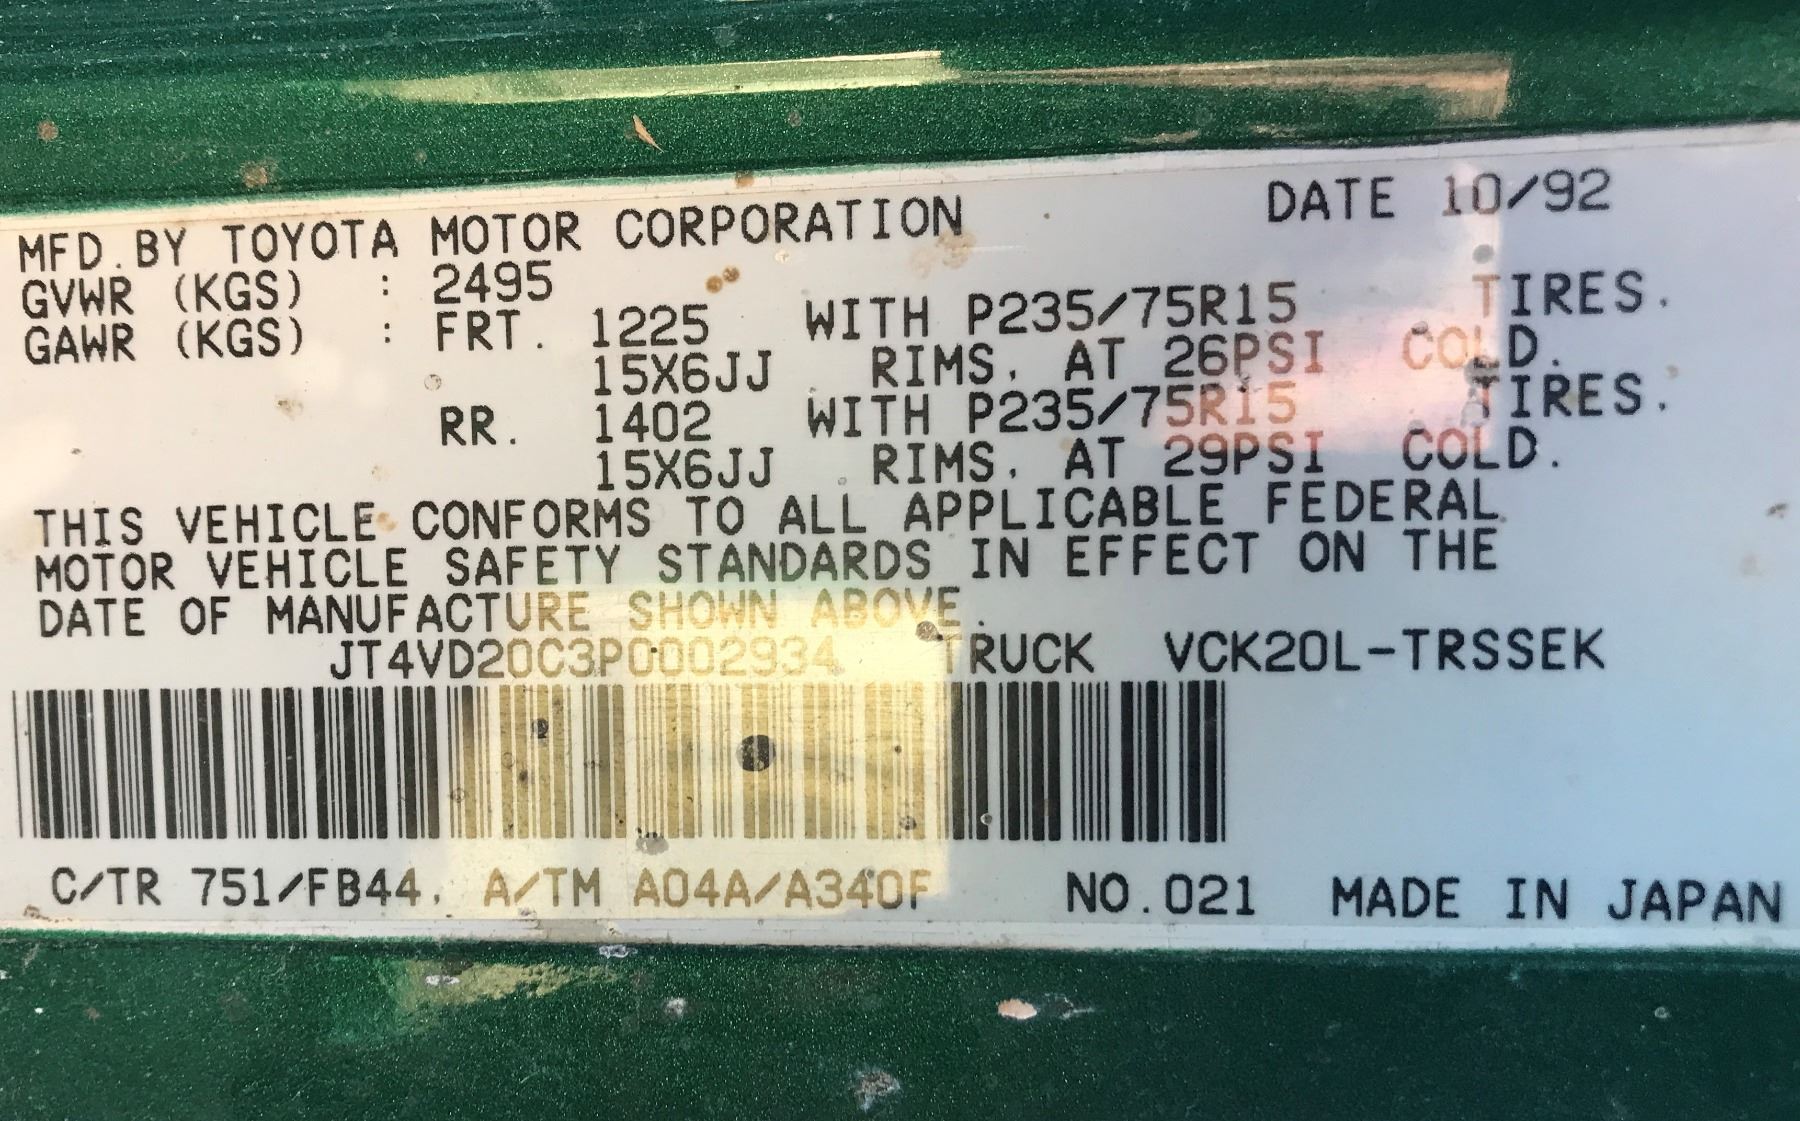 MFD.BY TOYOTA MOTOR CORPORATION DATE 10/92
GVWR (KGS) : 2495
GAWR (KGS) : FRT. 1225 WITH P235/75R15 TIRES.
15X6JJ RIMS. AT 26PSI COLD.
RR. 1402 WITH P235/75R15 TIRES.
15X6JJ RIMS. AT 29PSI COLD.
THIS VEHICLE CONFORMS TO ALL APPLICABLE FEDERAL
MOTOR VEHICLE SAFETY STANDARDS IN EFFECT ON THE
DATE OF MANUFACTURE SHOWN ABOVE.
JT4VD20C3P0002934 TRUCK VCK20L-TRSSEK
C/TR 751/FB44. A/TM A04A/A340F NO.021 MADE IN JAPAN